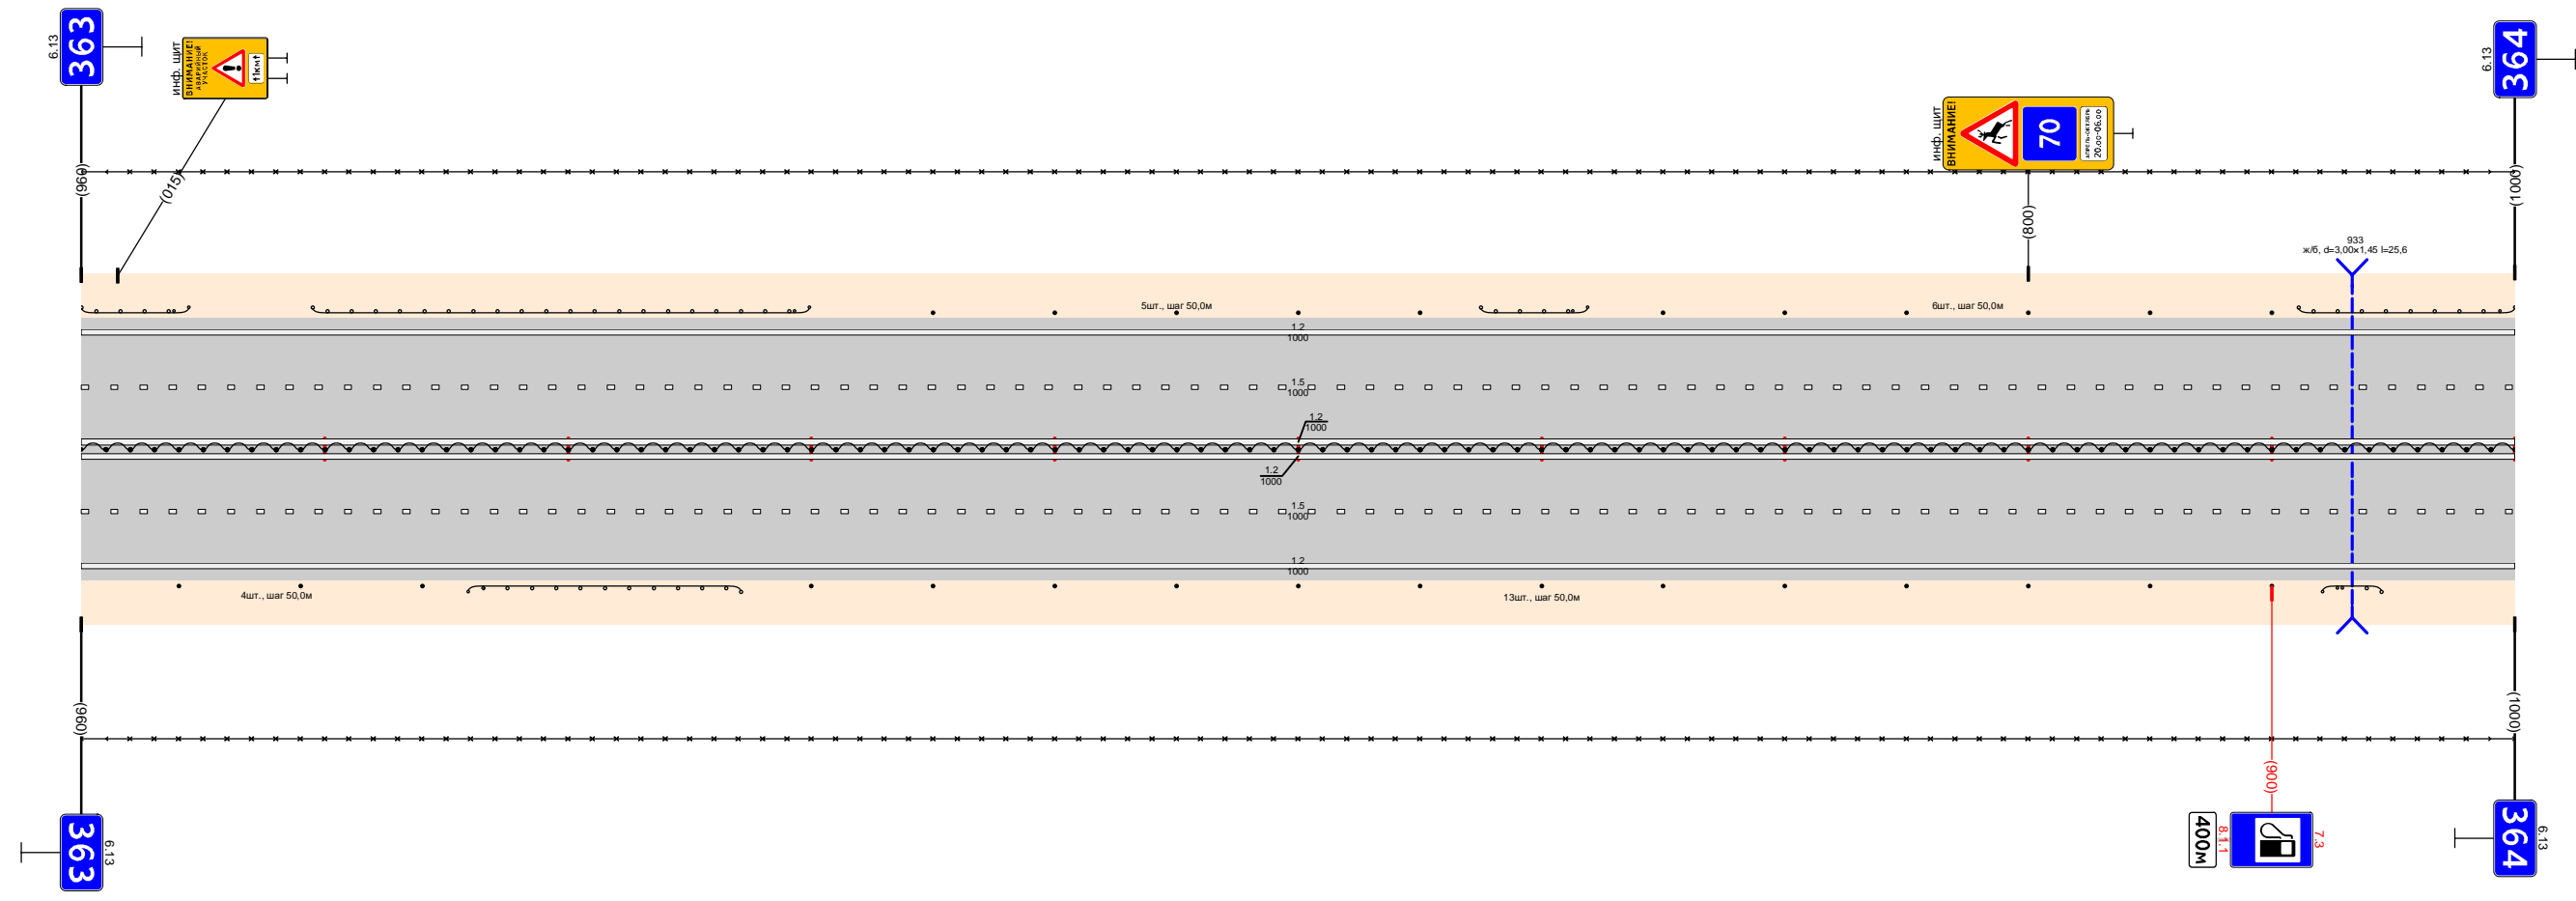 363
6.13
инф. щит
ВНИМАНИЕ!
АВАРИЙНЫЙ
УЧАСТОК
↑1км↑
инф. щит
ВНИМАНИЕ!
70
АПРЕЛЬ-ОКТЯБРЬ
20.00-06.00
364
6.13
(960)
(015)
(800)
(1000)
933
ж/б, d=3,00×1,45 l=25,6
5шт., шаг 50,0м
6шт., шаг 50,0м
1.2
1000
1.5
1000
1.2
1000
1.2
1000
1.5
1000
1.2
1000
4шт., шаг 50,0м
13шт., шаг 50,0м
(960)
(1000)
(900)
363
6.13
400м
8.1.1
7.3
364
6.13